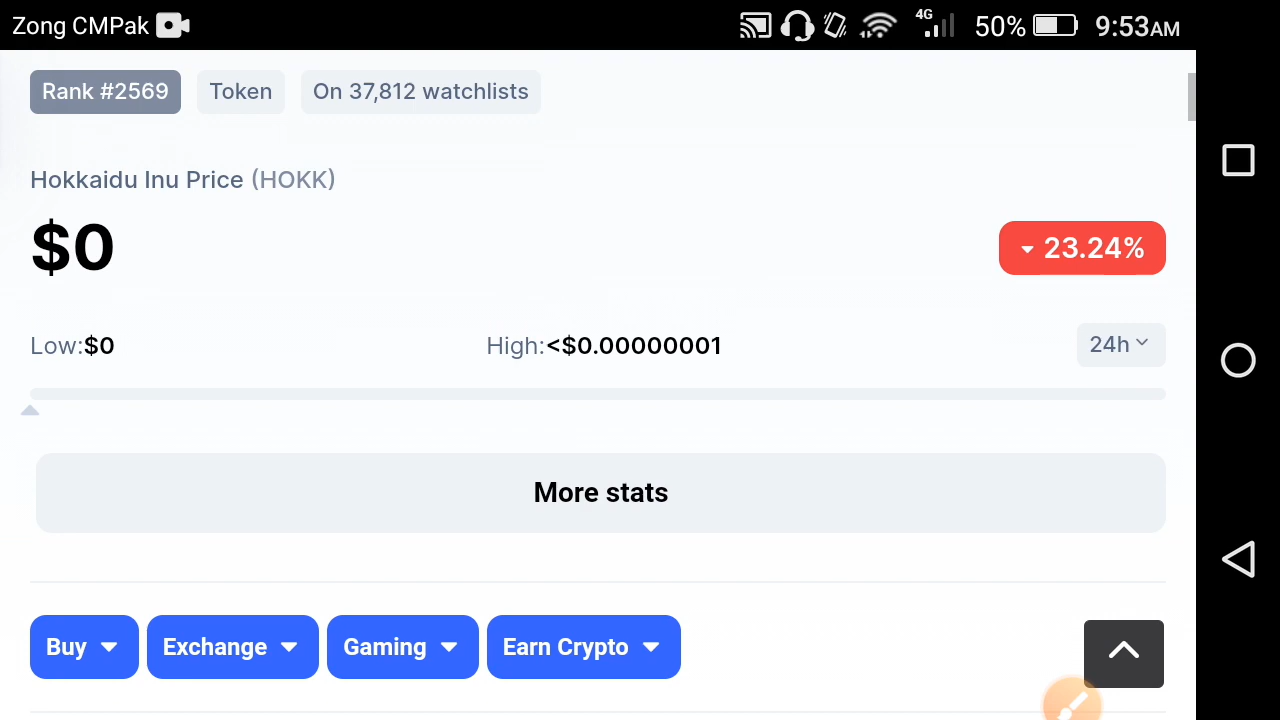 Zong CMPak 4G 50% 9:53AM
Rank #2569 Token On 37,812 watchlists
Hokkaidu Inu Price (HOKK)
$0 23.24%
Low:$0 High:<$0.00000001 24h
More stats
Buy Exchange Gaming Earn Crypto